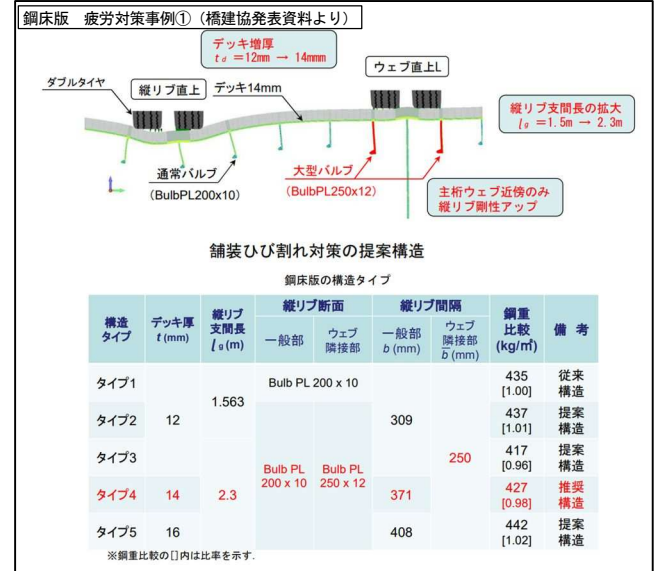 鋼床版 疲労対策事例①（橋建協発表資料より）
デッキ増厚
td =12mm → 14mmm
ウェブ直上L
ダブルタイヤ
縦リブ直上
デッキ14mm
縦リブ支間長の拡大
lg =1.5m → 2.3m
通常バルブ
(BulbPL200x10)
大型バルブ
(BulbPL250x12)
主桁ウェブ近傍のみ
縦リブ剛性アップ
舗装ひび割れ対策の提案構造
鋼床版の構造タイプ
構造
タイプ
デッキ厚
t (mm)
縦リブ
支間長
lg(m)
縦リブ断面
一般部
ウェブ
隣接部
縦リブ間隔
一般部
b (mm)
ウェブ
隣接部
b̅ (mm)
鋼重
比較
(kg/㎡)
備 考
タイプ1
Bulb PL 200 x 10
435
[1.00]
従来
構造
1.563
タイプ2
12
309
437
[1.01]
提案
構造
タイプ3
417
[0.96]
提案
構造
Bulb PL
200 x 10
Bulb PL
250 x 12
250
タイプ4
14
2.3
371
427
[0.98]
推奨
構造
タイプ5
16
408
442
[1.02]
提案
構造
※鋼重比較の[]内は比率を示す.